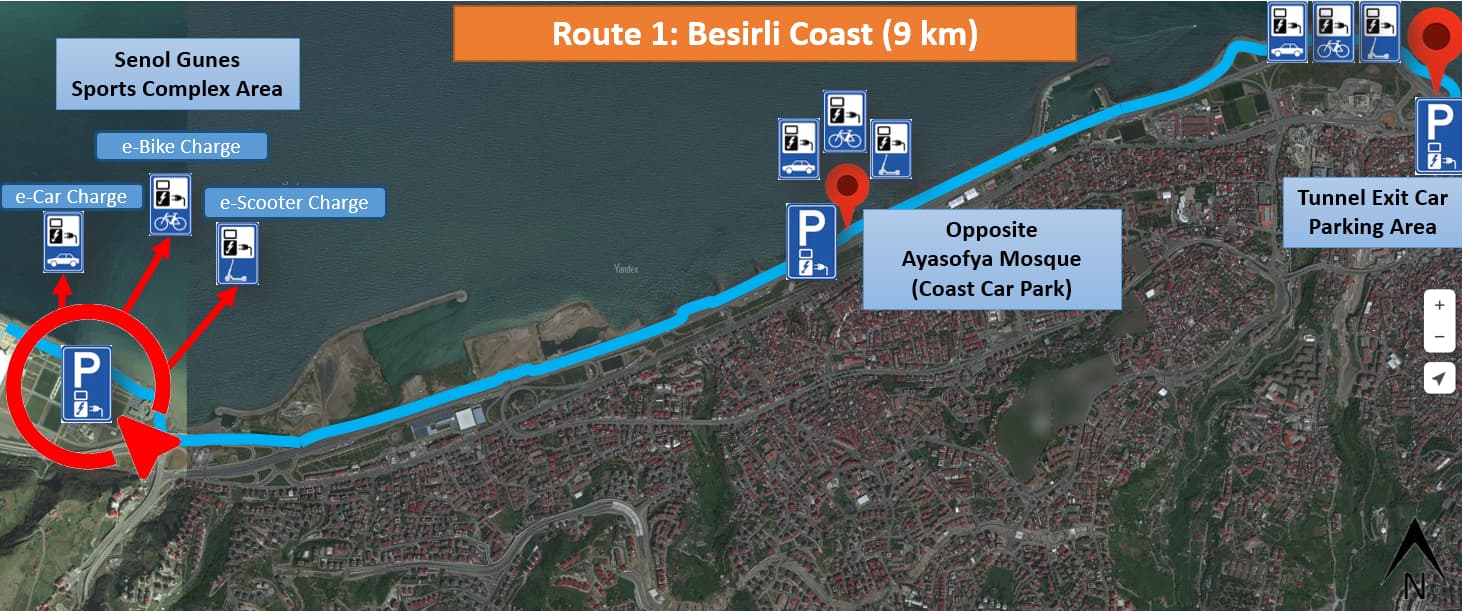 Route 1: Besirli Coast (9 km)
Senol Gunes
Sports Complex Area
e-Bike Charge
e-Car Charge
e-Scooter Charge
P
Yandex
P
Opposite
Ayasofya Mosque
(Coast Car Park)
P
Tunnel Exit Car
Parking Area
+
−
N